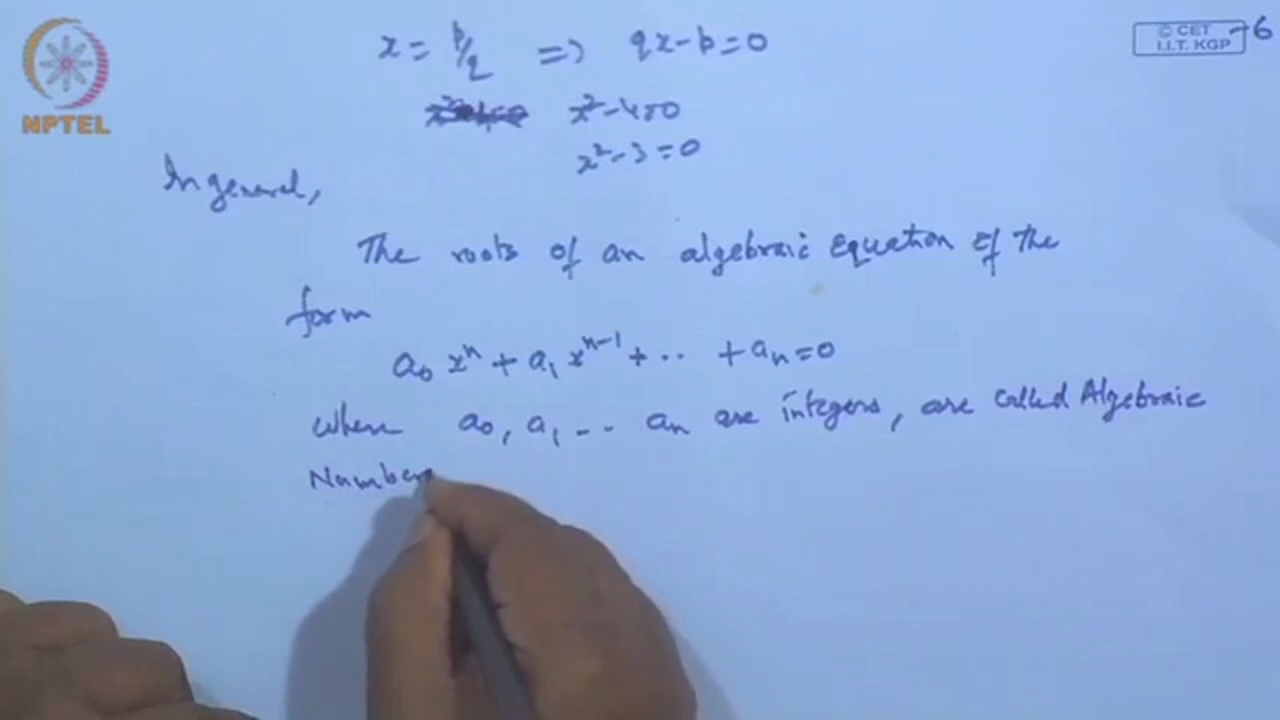 x = p/q => qx - p = 0
© CET
I.I.T. KGP
-6
NPTEL
x² - 4 = 0
x² - 3 = 0
In general,
The roots of an algebraic equation of the
form
a₀ xⁿ + a₁ xⁿ⁻¹ + .. + aₙ = 0
where a₀, a₁ ... aₙ are integers, are called Algebraic
Numbers